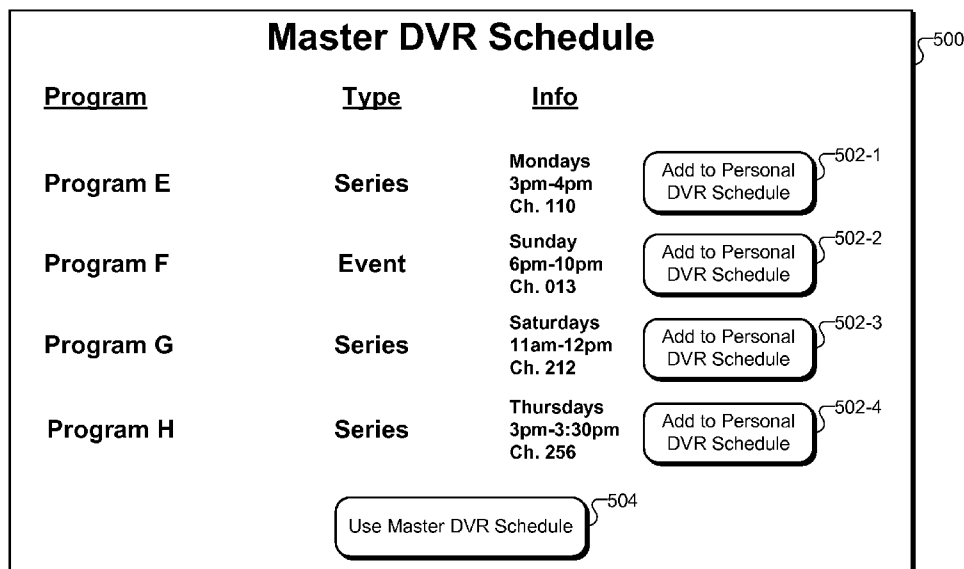 Master DVR Schedule
500
Program Type Info
Program E Series
Mondays
3pm-4pm
Ch. 110
Add to Personal
DVR Schedule
502-1
Program F Event
Sunday
6pm-10pm
Ch. 013
Add to Personal
DVR Schedule
502-2
Program G Series
Saturdays
11am-12pm
Ch. 212
Add to Personal
DVR Schedule
502-3
Program H Series
Thursdays
3pm-3:30pm
Ch. 256
Add to Personal
DVR Schedule
502-4
Use Master DVR Schedule
504